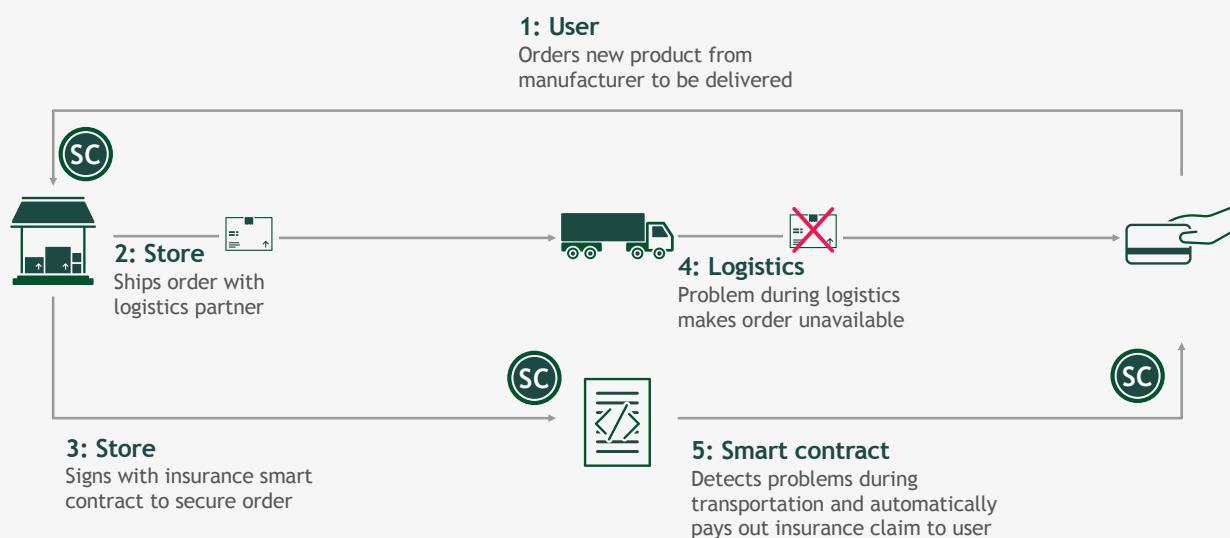 1: User
Orders new product from
manufacturer to be delivered
SC
2: Store
Ships order with
logistics partner
4: Logistics
Problem during logistics
makes order unavailable
SC
SC
</>
3: Store
Signs with insurance smart
contract to secure order
5: Smart contract
Detects problems during
transportation and automatically
pays out insurance claim to user